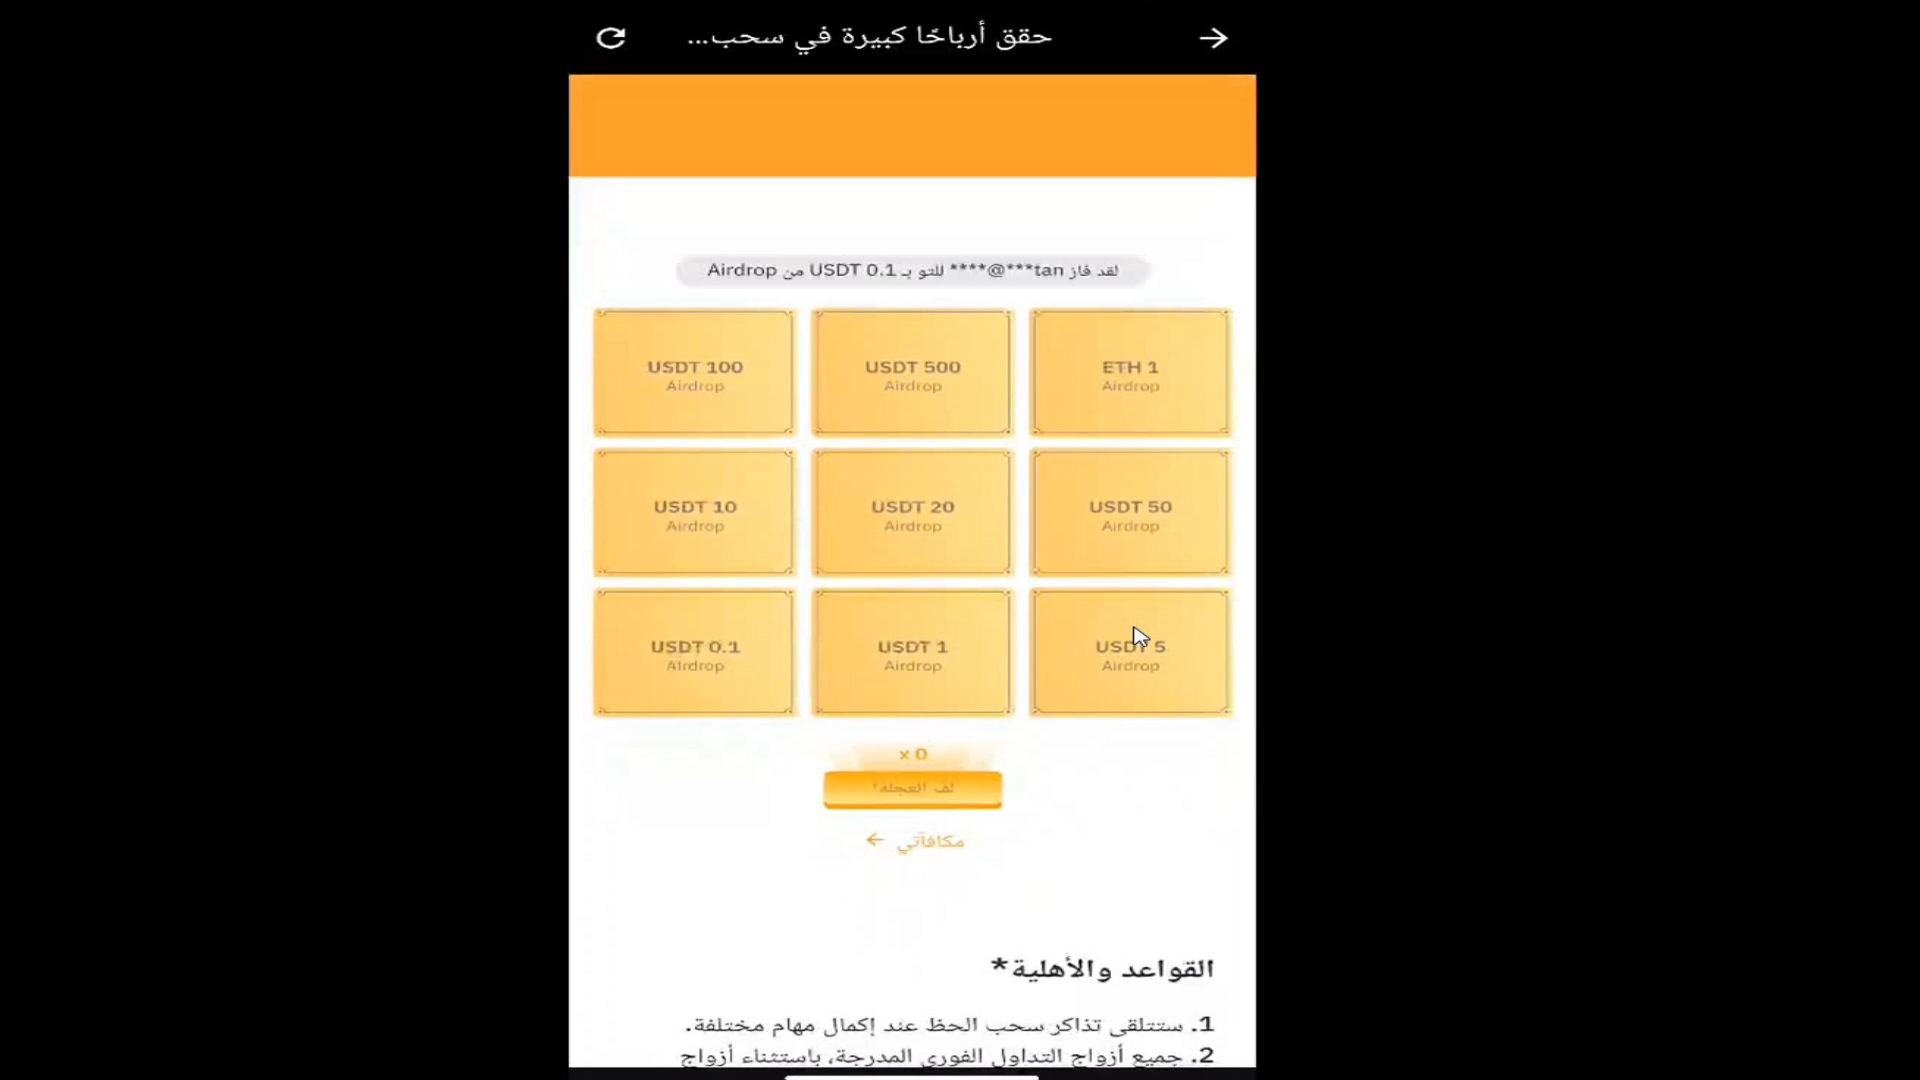 حقق أرباحًا كبيرة في سحب...
لقد فاز tan***@**** للتو بـ 0.1 USDT من Airdrop
ETH 1
Airdrop
USDT 500
Airdrop
USDT 100
Airdrop
USDT 50
Airdrop
USDT 20
Airdrop
USDT 10
Airdrop
USDT 5
Airdrop
USDT 1
Airdrop
USDT 0.1
Airdrop
x 0
لف العجلة!
مكافآتي ←
القواعد والأهلية*
1. ستتلقى تذاكر سحب الحظ عند إكمال مهام مختلفة.
2. جميع أزواج التداول الفوري المدرجة، باستثناء أزواج